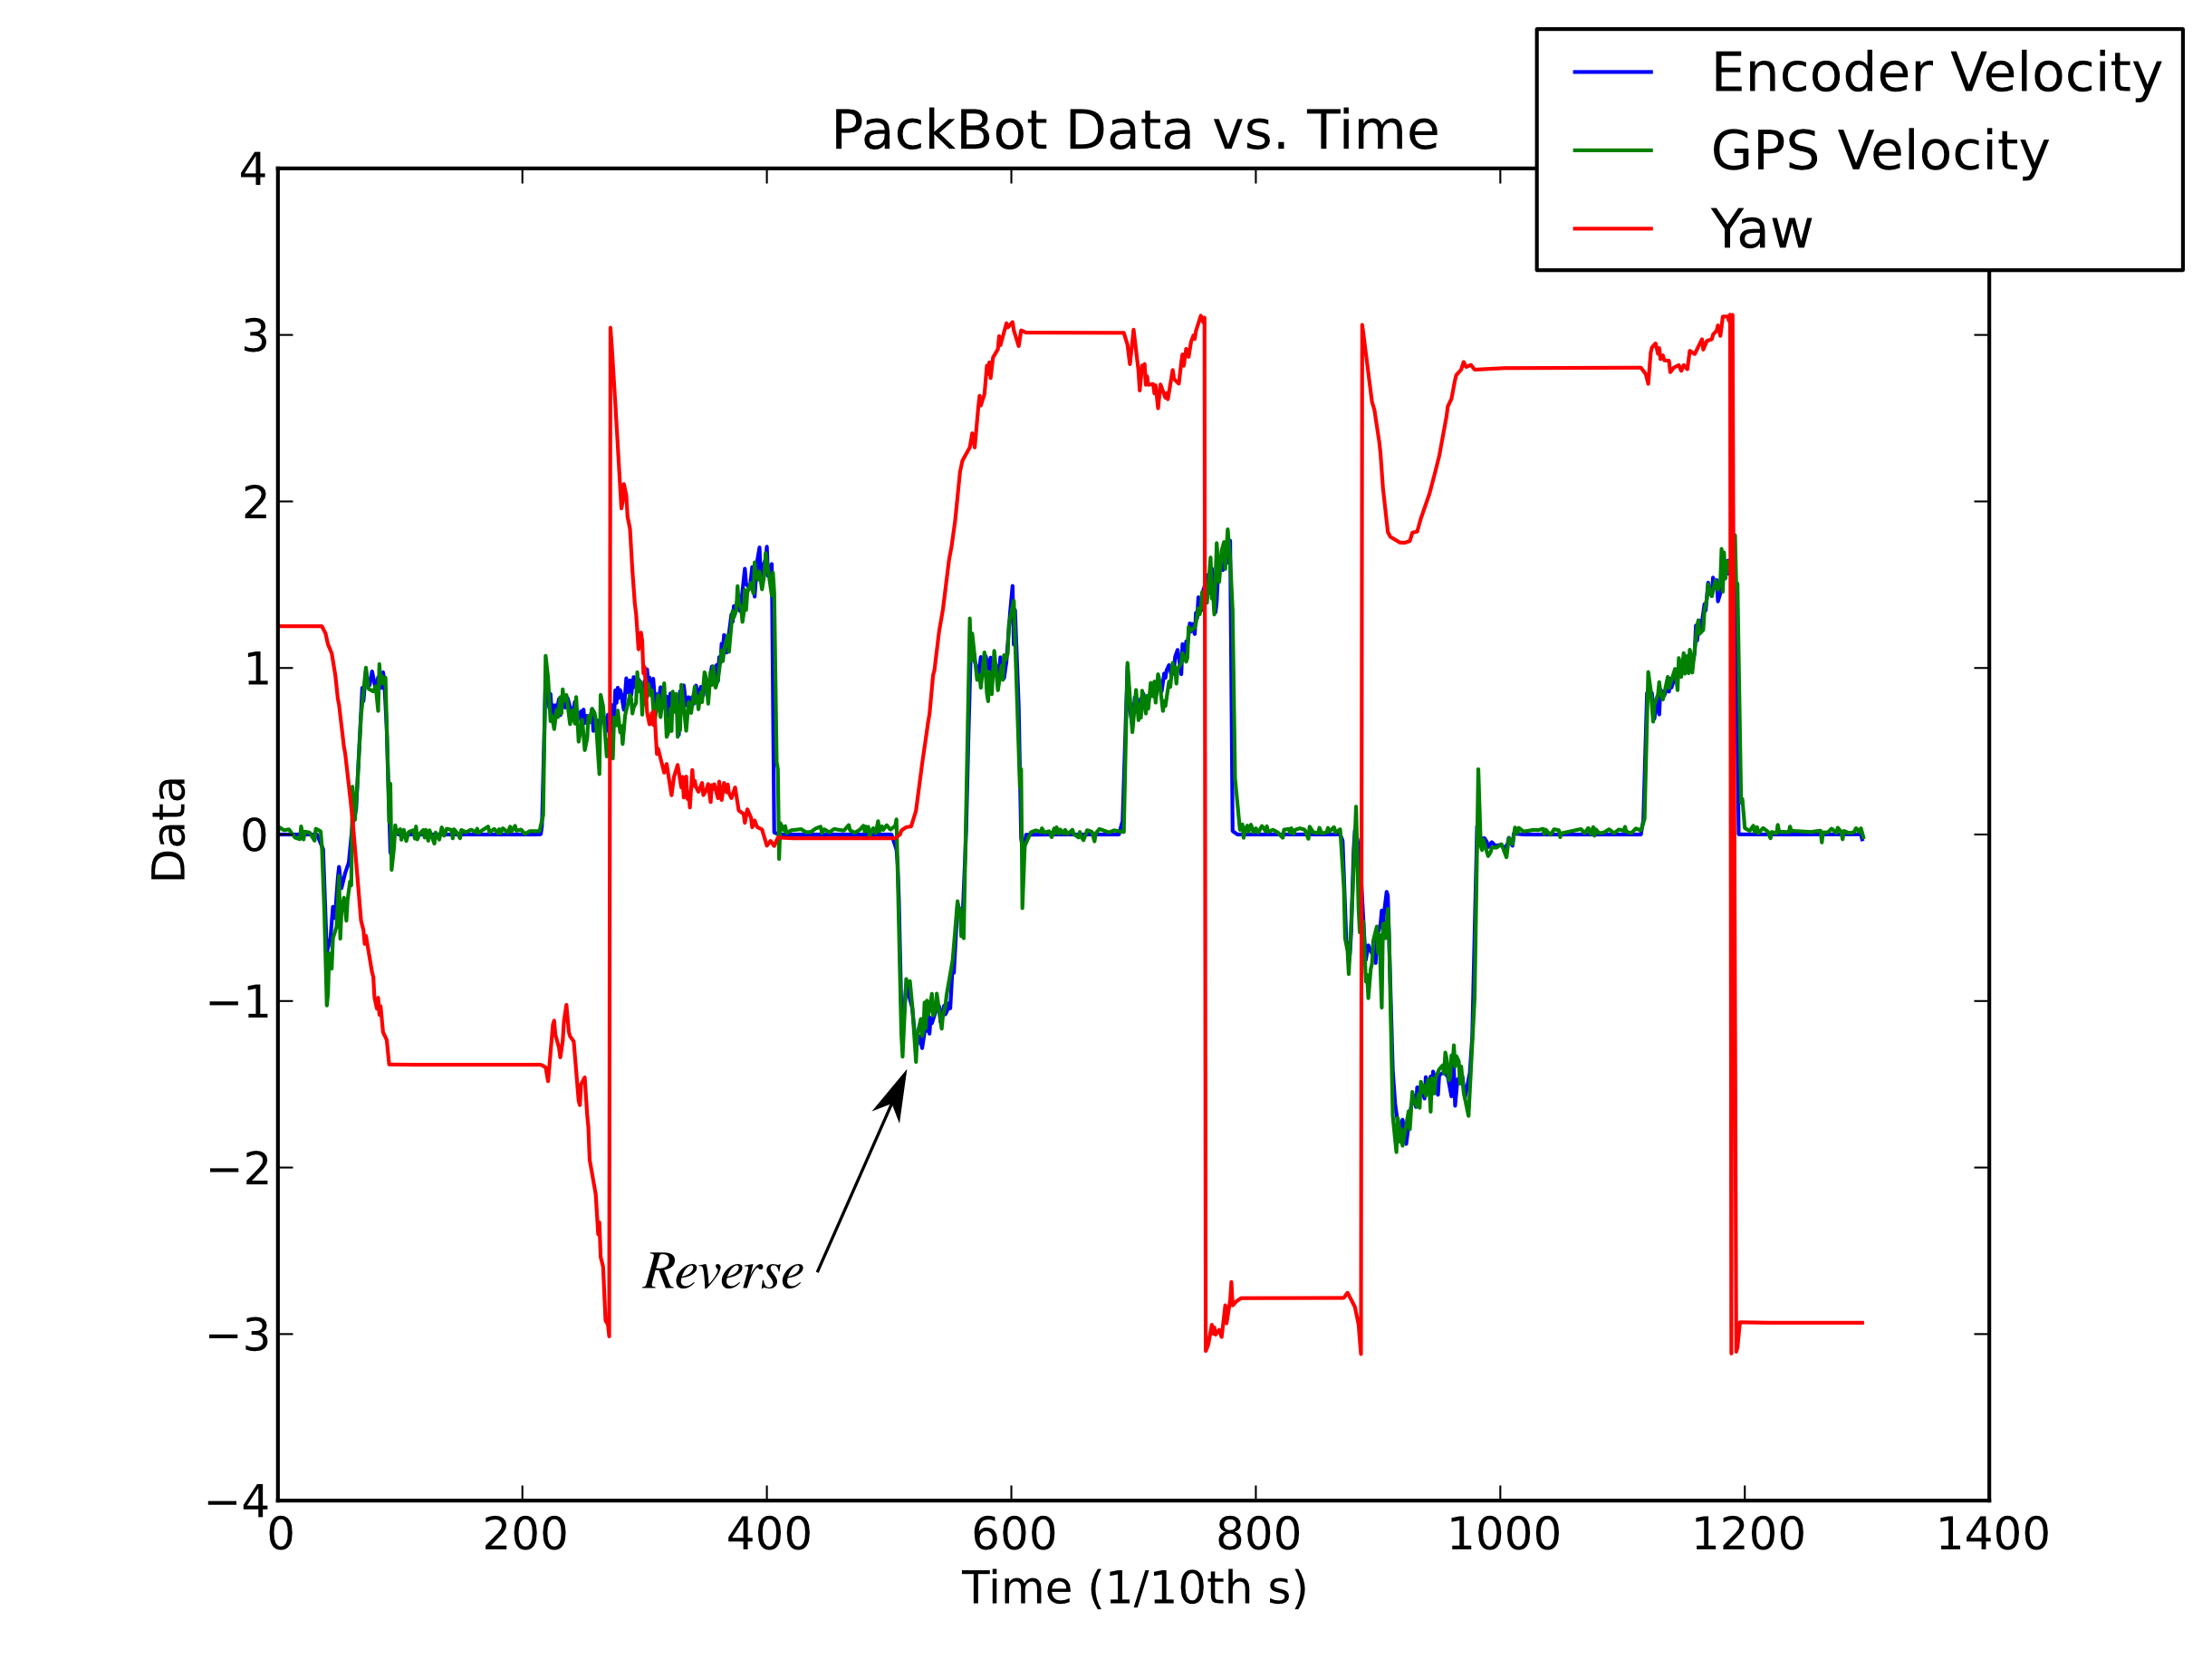 Encoder Velocity
GPS Velocity
Yaw
PackBot Data vs. Time
4
3
2
1
0
−1
−2
−3
−4
Data
Reverse
0 200 400 600 800 1000 1200 1400
Time (1/10th s)